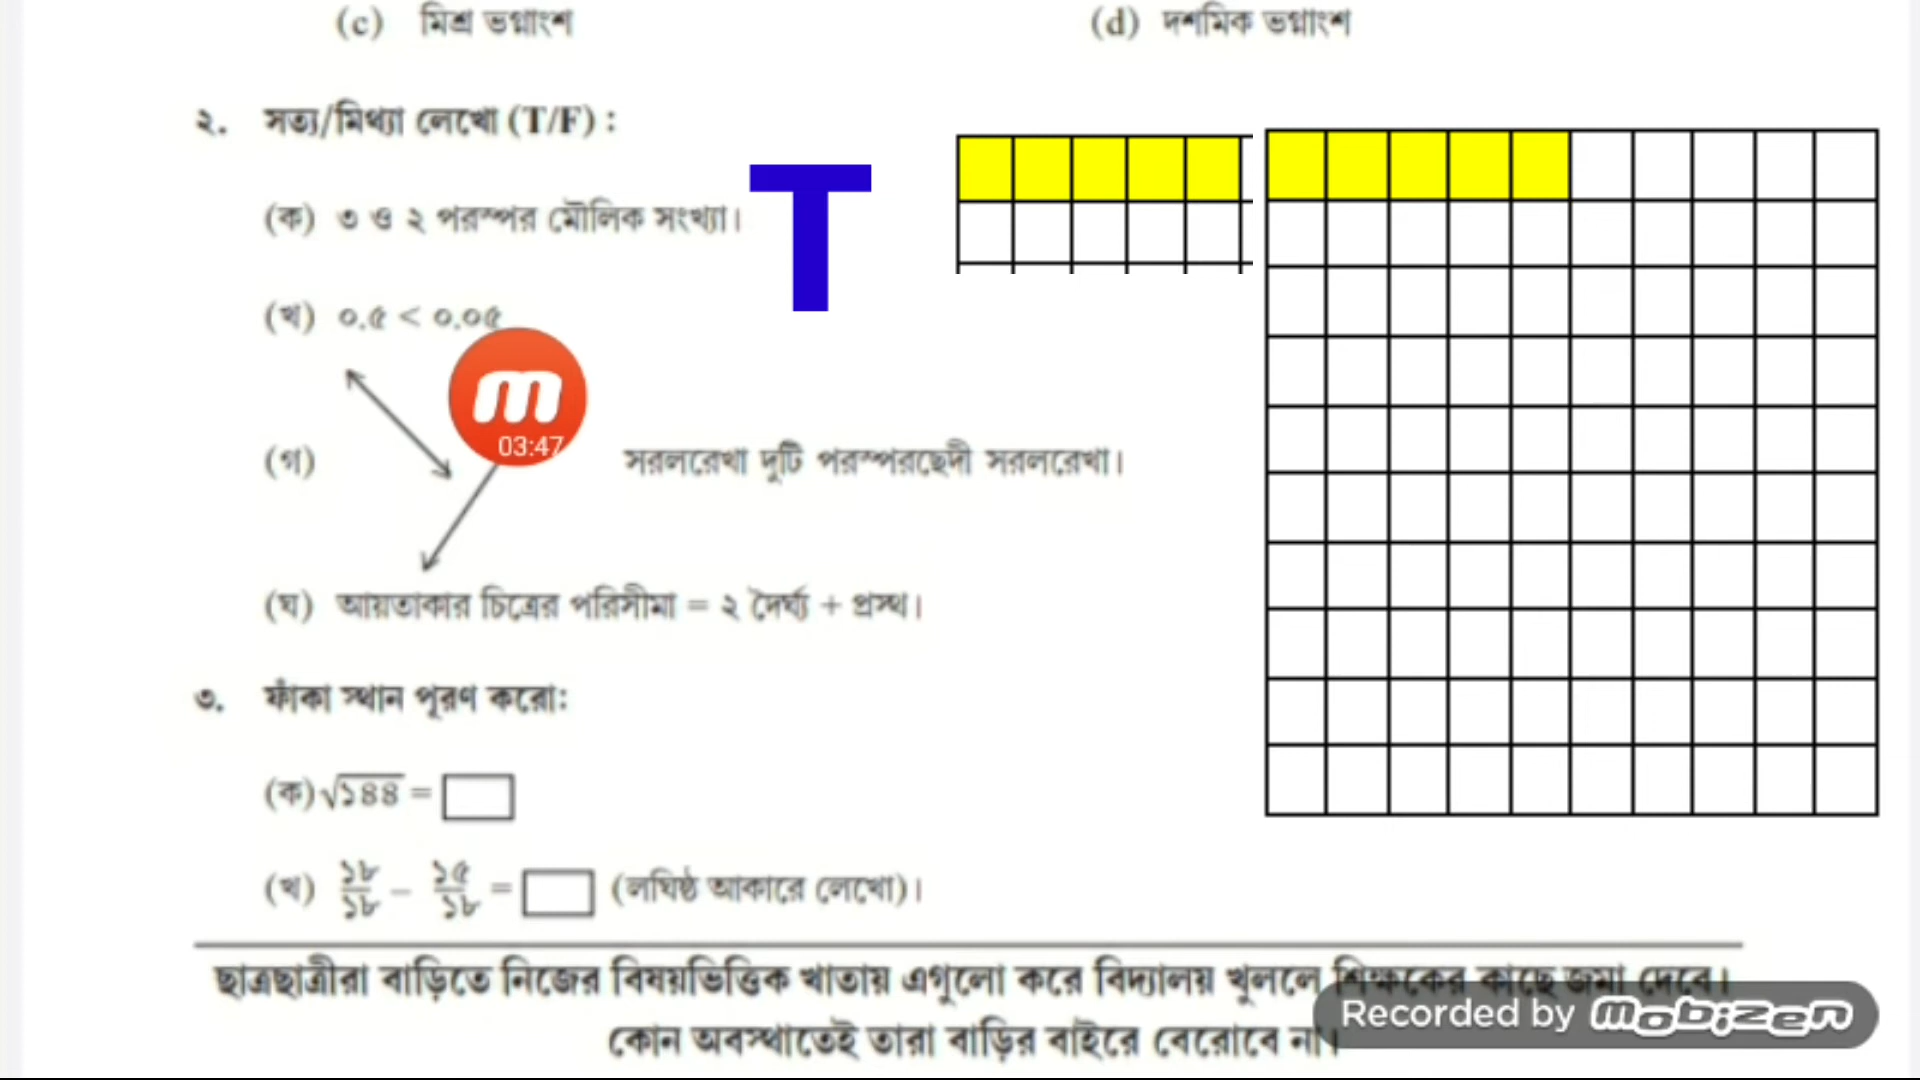 (c) মিশ্র ভগ্নাংশ
(d) দশমিক ভগ্নাংশ
২. সত্য/মিথ্যা লেখো (T/F) :
(ক) ৩ ও ২ পরস্পর মৌলিক সংখ্যা।
T
(খ) ০.৫ < ০.০৫
03:47
(গ) সরলরেখা দুটি পরস্পরছেদী সরলরেখা।
(ঘ) আয়তাকার চিত্রের পরিসীমা = ২ দৈর্ঘ্য + প্রস্থ।
৩. ফাঁকা স্থান পূরণ করো:
(ক) √১৪৪ =
(খ) ১৮/১৮ − ১৫/১৮ = (লঘিষ্ঠ আকারে লেখো)।
ছাত্রছাত্রীরা বাড়িতে নিজের বিষয়ভিত্তিক খাতায় এগুলো করে বিদ্যালয় খুললে শিক্ষকের কাছে জমা দেবে।
কোন অবস্থাতেই তারা বাড়ির বাইরে বেরোবে না।
Recorded by mobizen